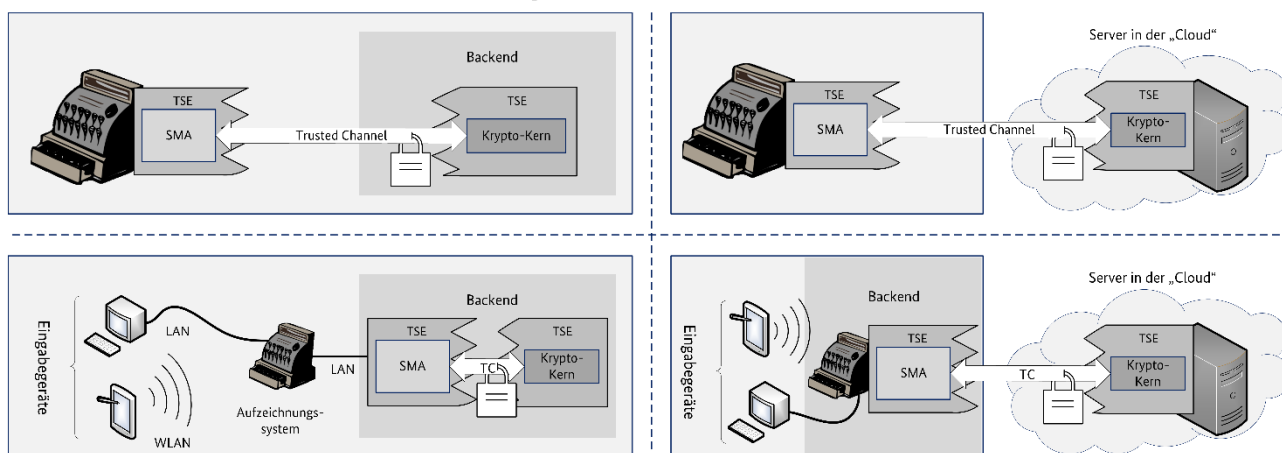 Backend
TSE
SMA
Trusted Channel
TSE
Krypto-Kern
Server in der „Cloud“
TSE
SMA
Trusted Channel
TSE
Krypto-
Kern
Eingabegeräte
LAN
WLAN
Aufzeichnungs-
system
LAN
Backend
TSE
SMA
TC
TSE
Krypto-
Kern
Eingabegeräte
Backend
TSE
SMA
TC
Server in der „Cloud“
TSE
Krypto-
Kern